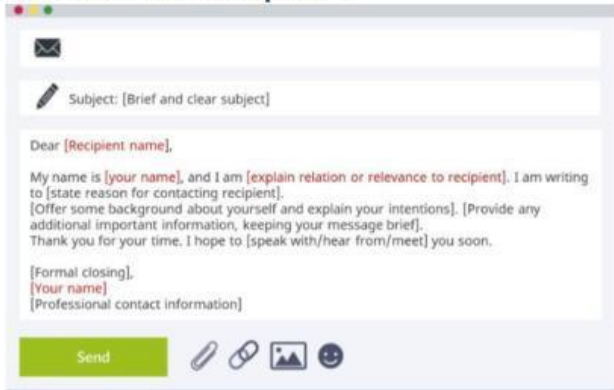 Subject: [Brief and clear subject]
Dear [Recipient name],
My name is [your name], and I am [explain relation or relevance to recipient]. I am writing
to [state reason for contacting recipient].
[Offer some background about yourself and explain your intentions]. [Provide any
additional important information, keeping your message brief].
Thank you for your time. I hope to [speak with/hear from/meet] you soon.
[Formal closing],
[Your name]
[Professional contact information]
Send